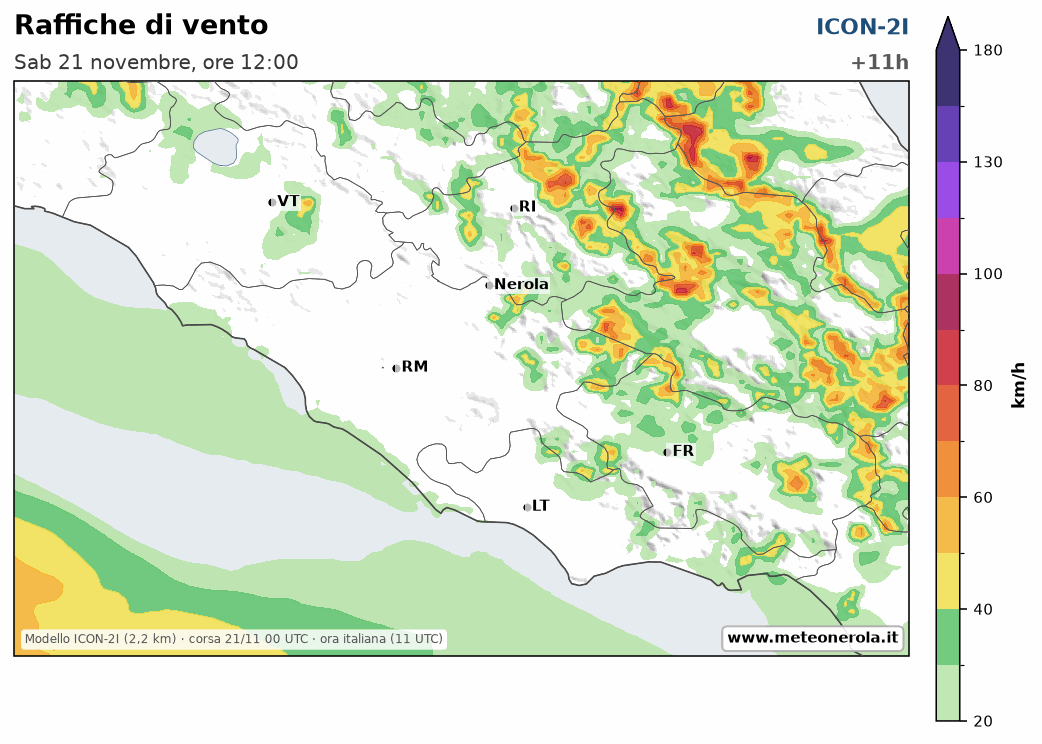 Raffiche di vento
ICON-2I
Sab 21 novembre, ore 12:00
+11h
180
130
100
80
60
40
20
km/h
VT
RI
Nerola
RM
FR
LT
Modello ICON-2I (2,2 km) · corsa 21/11 00 UTC · ora italiana (11 UTC)
www.meteonerola.it